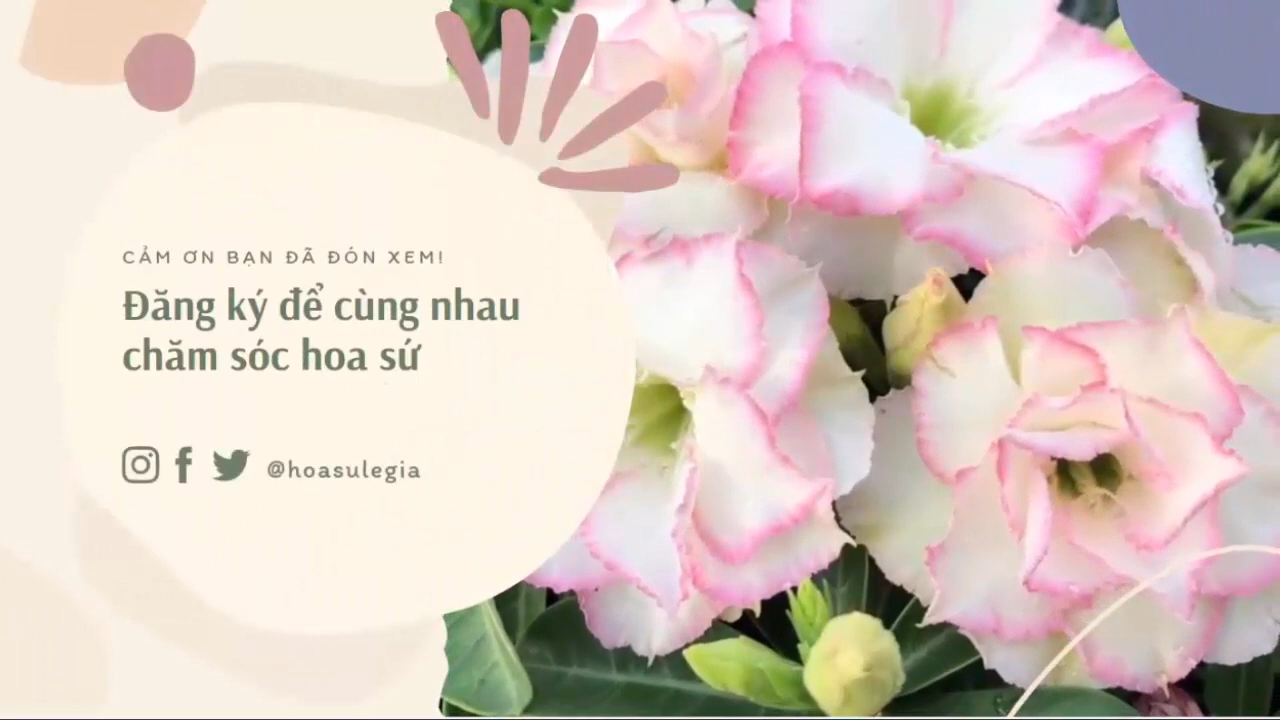 CẢM ƠN BẠN ĐÃ ĐÓN XEM!
Đăng ký để cùng nhau
chăm sóc hoa sứ
@hoasulegia